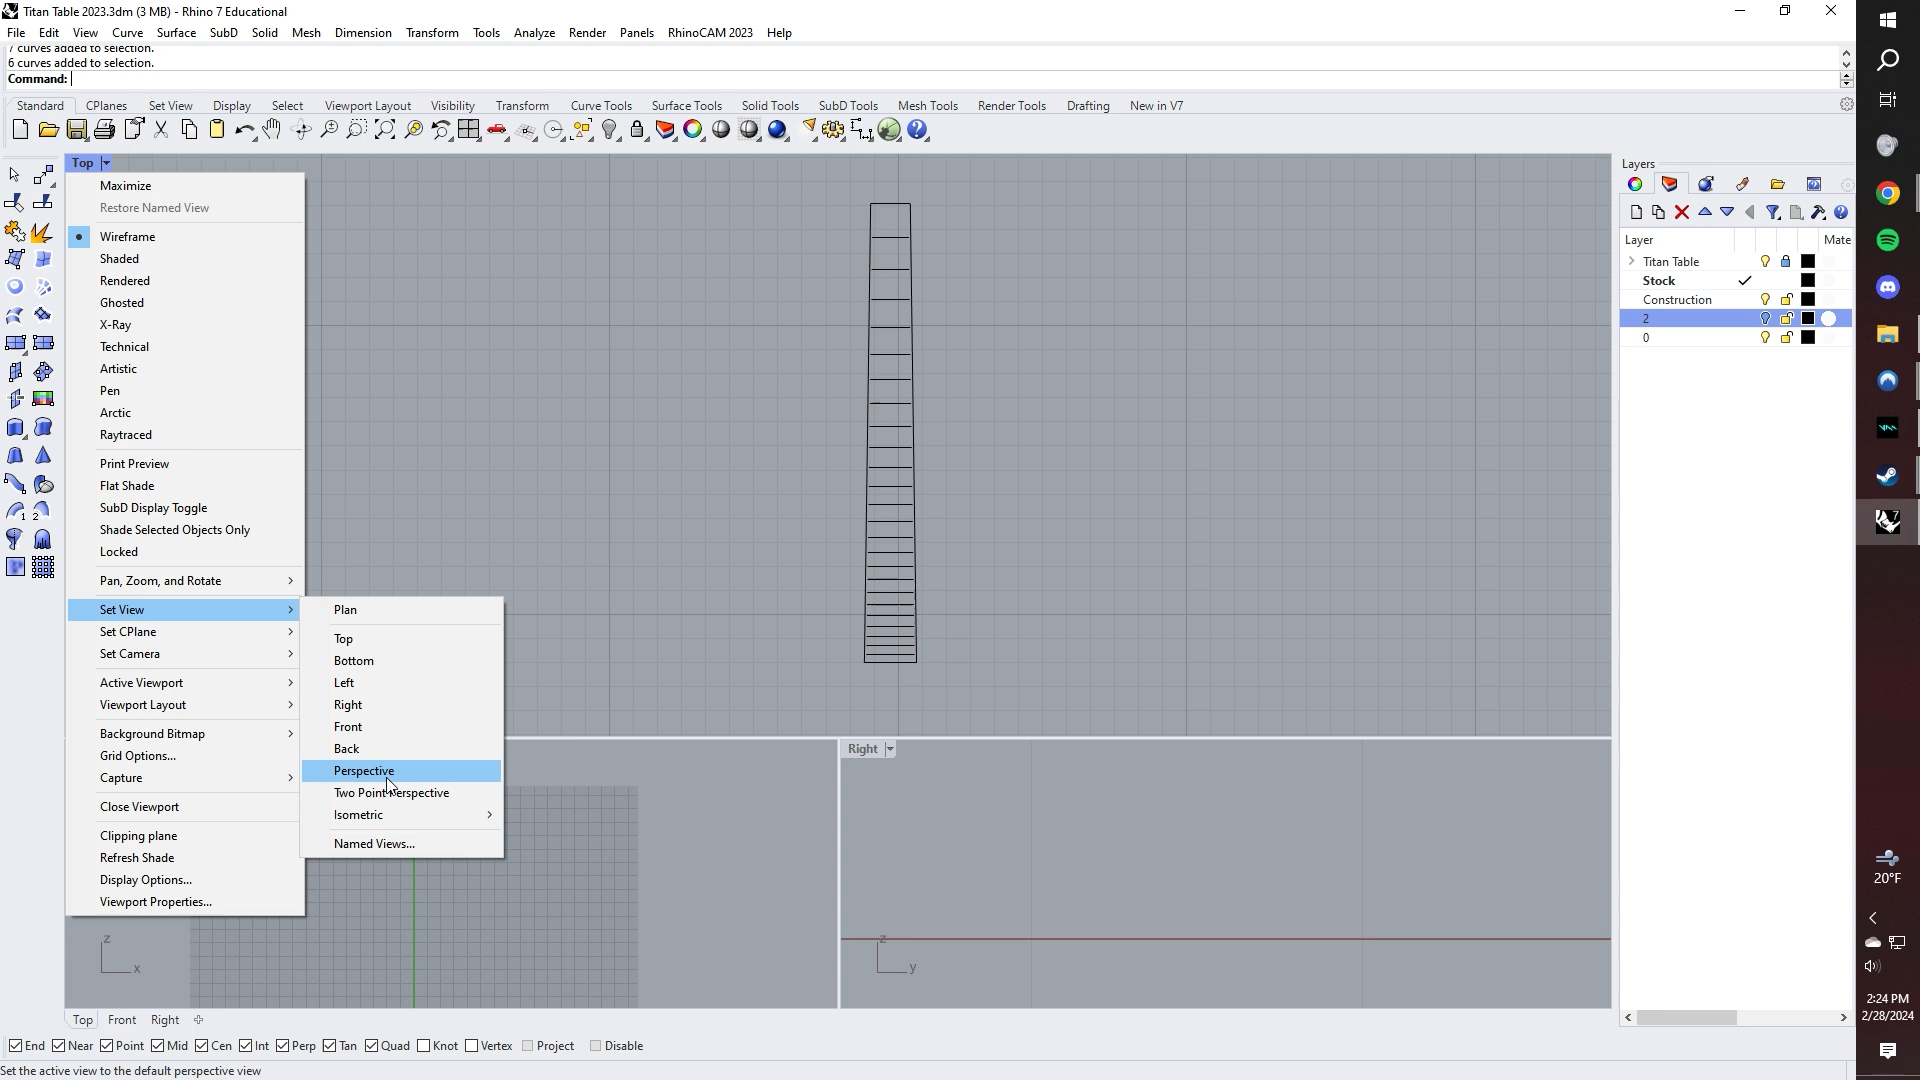 Titan Table 2023.3dm (3 MB) - Rhino 7 Educational
File Edit View Curve Surface SubD Solid Mesh Dimension Transform Tools Analyze Render Panels RhinoCAM 2023 Help
7 curves added to selection.
6 curves added to selection.
Command:
Standard CPlanes Set View Display Select Viewport Layout Visibility Transform Curve Tools Surface Tools Solid Tools SubD Tools Mesh Tools Render Tools Drafting New in V7
Top
Maximize
Restore Named View
Wireframe
Shaded
Rendered
Ghosted
X-Ray
Technical
Artistic
Pen
Arctic
Raytraced
Print Preview
Flat Shade
SubD Display Toggle
Shade Selected Objects Only
Locked
Pan, Zoom, and Rotate
Set View
Set CPlane
Set Camera
Active Viewport
Viewport Layout
Background Bitmap
Grid Options...
Capture
Close Viewport
Clipping plane
Refresh Shade
Display Options...
Viewport Properties...
Plan
Top
Bottom
Left
Right
Front
Back
Perspective
Two Point Perspective
Isometric
Named Views...
Right
z
x
z
y
Layers
Layer Mate
Titan Table
Stock
Construction
2
0
Top Front Right
End Near Point Mid Cen Int Perp Tan Quad Knot Vertex Project Disable
Set the active view to the default perspective view
20°F
2:24 PM
2/28/2024